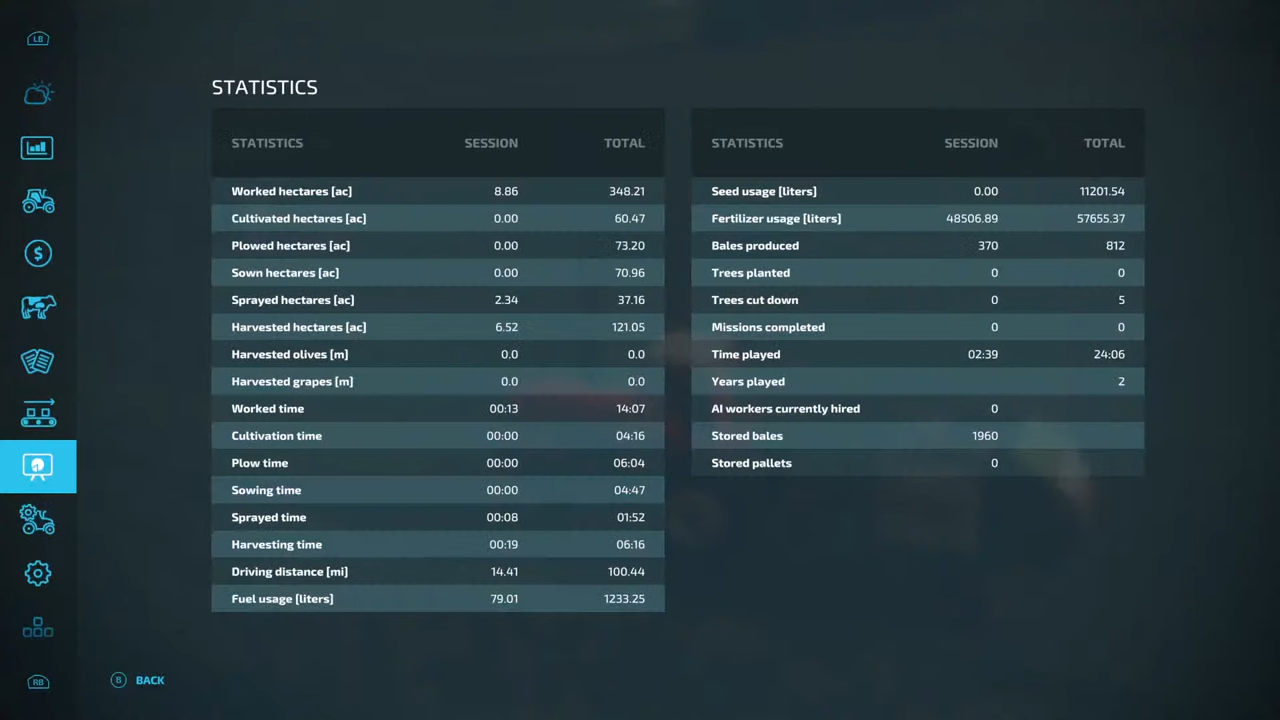 LB
STATISTICS
STATISTICS SESSION TOTAL
Worked hectares [ac] 8.86 348.21
Cultivated hectares [ac] 0.00 60.47
Plowed hectares [ac] 0.00 73.20
Sown hectares [ac] 0.00 70.96
Sprayed hectares [ac] 2.34 37.16
Harvested hectares [ac] 6.52 121.05
Harvested olives [m] 0.0 0.0
Harvested grapes [m] 0.0 0.0
Worked time 00:13 14:07
Cultivation time 00:00 04:16
Plow time 00:00 06:04
Sowing time 00:00 04:47
Sprayed time 00:08 01:52
Harvesting time 00:19 06:16
Driving distance [mi] 14.41 100.44
Fuel usage [liters] 79.01 1233.25
STATISTICS SESSION TOTAL
Seed usage [liters] 0.00 11201.54
Fertilizer usage [liters] 48506.89 57655.37
Bales produced 370 812
Trees planted 0 0
Trees cut down 0 5
Missions completed 0 0
Time played 02:39 24:06
Years played 2
AI workers currently hired 0
Stored bales 1960
Stored pallets 0
RB
B BACK